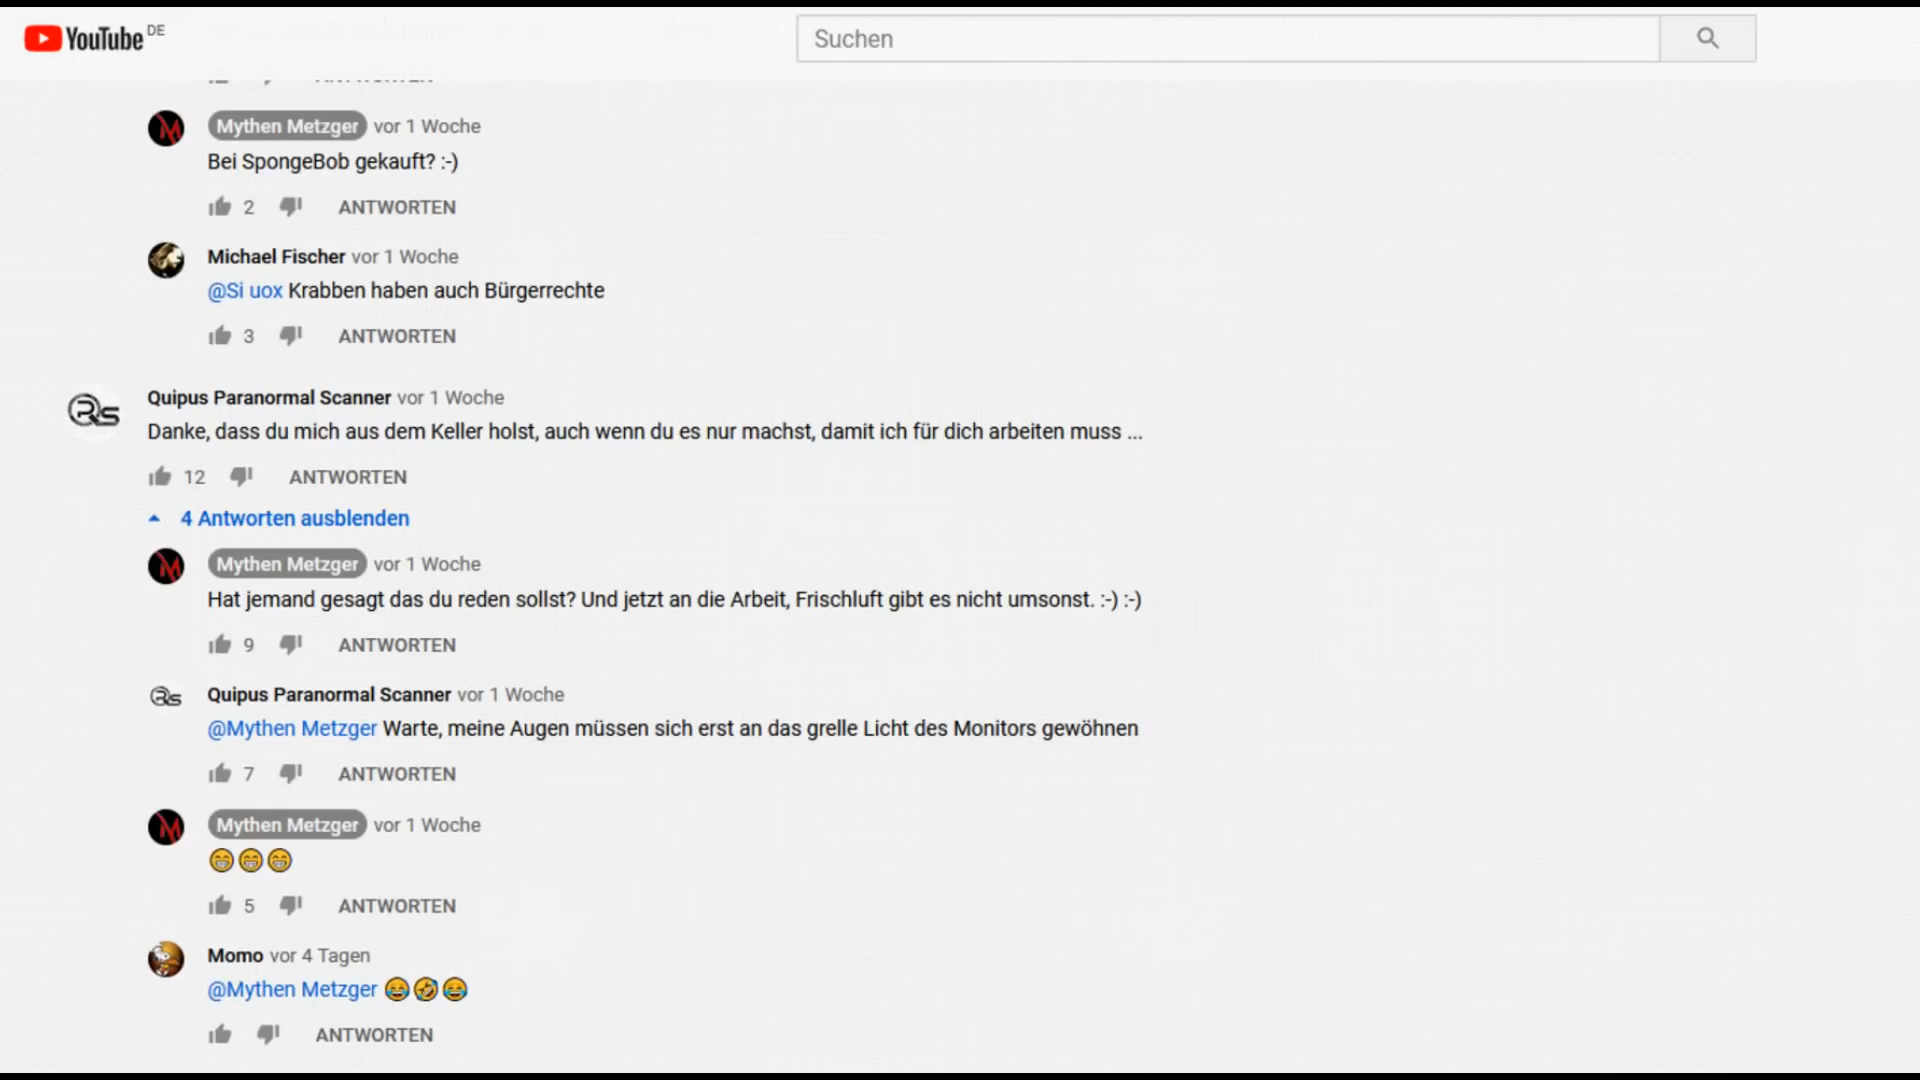 YouTube DE
Suchen
Mythen Metzger vor 1 Woche
Bei SpongeBob gekauft? :-)
2 ANTWORTEN
Michael Fischer vor 1 Woche
@Si uox Krabben haben auch Bürgerrechte
3 ANTWORTEN
Quipus Paranormal Scanner vor 1 Woche
Danke, dass du mich aus dem Keller holst, auch wenn du es nur machst, damit ich für dich arbeiten muss ...
12 ANTWORTEN
4 Antworten ausblenden
Mythen Metzger vor 1 Woche
Hat jemand gesagt das du reden sollst? Und jetzt an die Arbeit, Frischluft gibt es nicht umsonst. :-) :-)
9 ANTWORTEN
Quipus Paranormal Scanner vor 1 Woche
@Mythen Metzger Warte, meine Augen müssen sich erst an das grelle Licht des Monitors gewöhnen
7 ANTWORTEN
Mythen Metzger vor 1 Woche
😁😁😁
5 ANTWORTEN
Momo vor 4 Tagen
@Mythen Metzger 😂🤣😂
ANTWORTEN